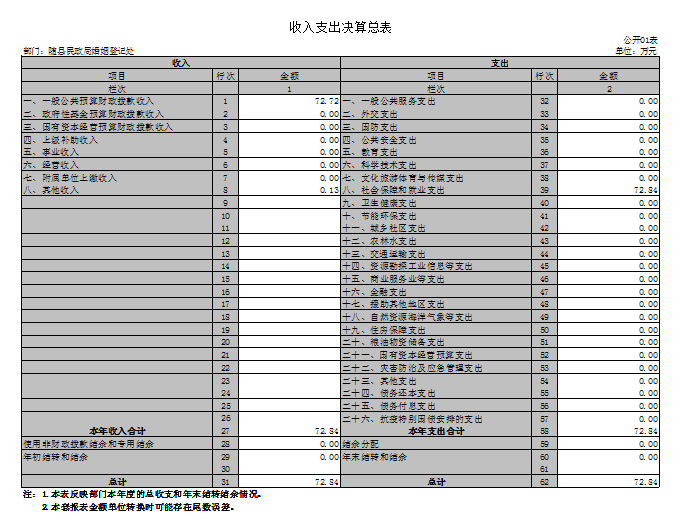 收入支出决算总表
公开01表
部门：随县民政局婚姻登记处 单位：万元
收入 支出
项目 行次 金额 项目 行次 金额
栏次 1 栏次 2
一、一般公共预算财政拨款收入 1 72.72 一、一般公共服务支出 32 0.00
二、政府性基金预算财政拨款收入 2 0.00 二、外交支出 33 0.00
三、国有资本经营预算财政拨款收入 3 0.00 三、国防支出 34 0.00
四、上级补助收入 4 0.00 四、公共安全支出 35 0.00
五、事业收入 5 0.00 五、教育支出 36 0.00
六、经营收入 6 0.00 六、科学技术支出 37 0.00
七、附属单位上缴收入 7 0.00 七、文化旅游体育与传媒支出 38 0.00
八、其他收入 8 0.13 八、社会保障和就业支出 39 72.84
9 九、卫生健康支出 40 0.00
10 十、节能环保支出 41 0.00
11 十一、城乡社区支出 42 0.00
12 十二、农林水支出 43 0.00
13 十三、交通运输支出 44 0.00
14 十四、资源勘探工业信息等支出 45 0.00
15 十五、商业服务业等支出 46 0.00
16 十六、金融支出 47 0.00
17 十七、援助其他地区支出 48 0.00
18 十八、自然资源海洋气象等支出 49 0.00
19 十九、住房保障支出 50 0.00
20 二十、粮油物资储备支出 51 0.00
21 二十一、国有资本经营预算支出 52 0.00
22 二十二、灾害防治及应急管理支出 53 0.00
23 二十三、其他支出 54 0.00
24 二十四、债务还本支出 55 0.00
25 二十五、债务付息支出 56 0.00
26 二十六、抗疫特别国债安排的支出 57 0.00
本年收入合计 27 72.84 本年支出合计 58 72.84
使用非财政拨款结余和专用结余 28 0.00 结余分配 59 0.00
年初结转和结余 29 0.00 年末结转和结余 60 0.00
30 61
总计 31 72.84 总计 62 72.84
注：1.本表反映部门本年度的总收支和年末结转结余情况。
2.本套报表金额单位转换时可能存在尾数误差。